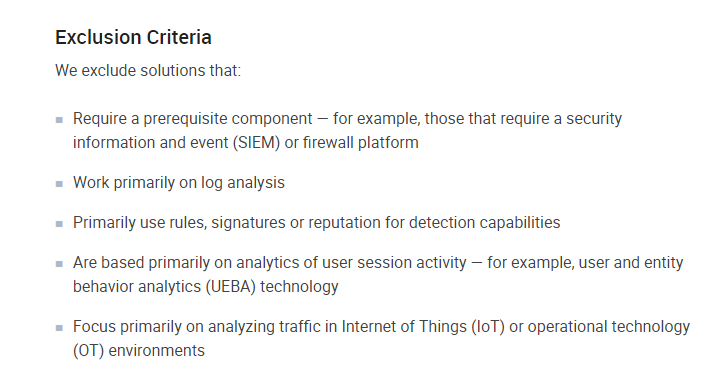 Exclusion Criteria
We exclude solutions that:
Require a prerequisite component — for example, those that require a security
information and event (SIEM) or firewall platform
Work primarily on log analysis
Primarily use rules, signatures or reputation for detection capabilities
Are based primarily on analytics of user session activity — for example, user and entity
behavior analytics (UEBA) technology
Focus primarily on analyzing traffic in Internet of Things (IoT) or operational technology
(OT) environments